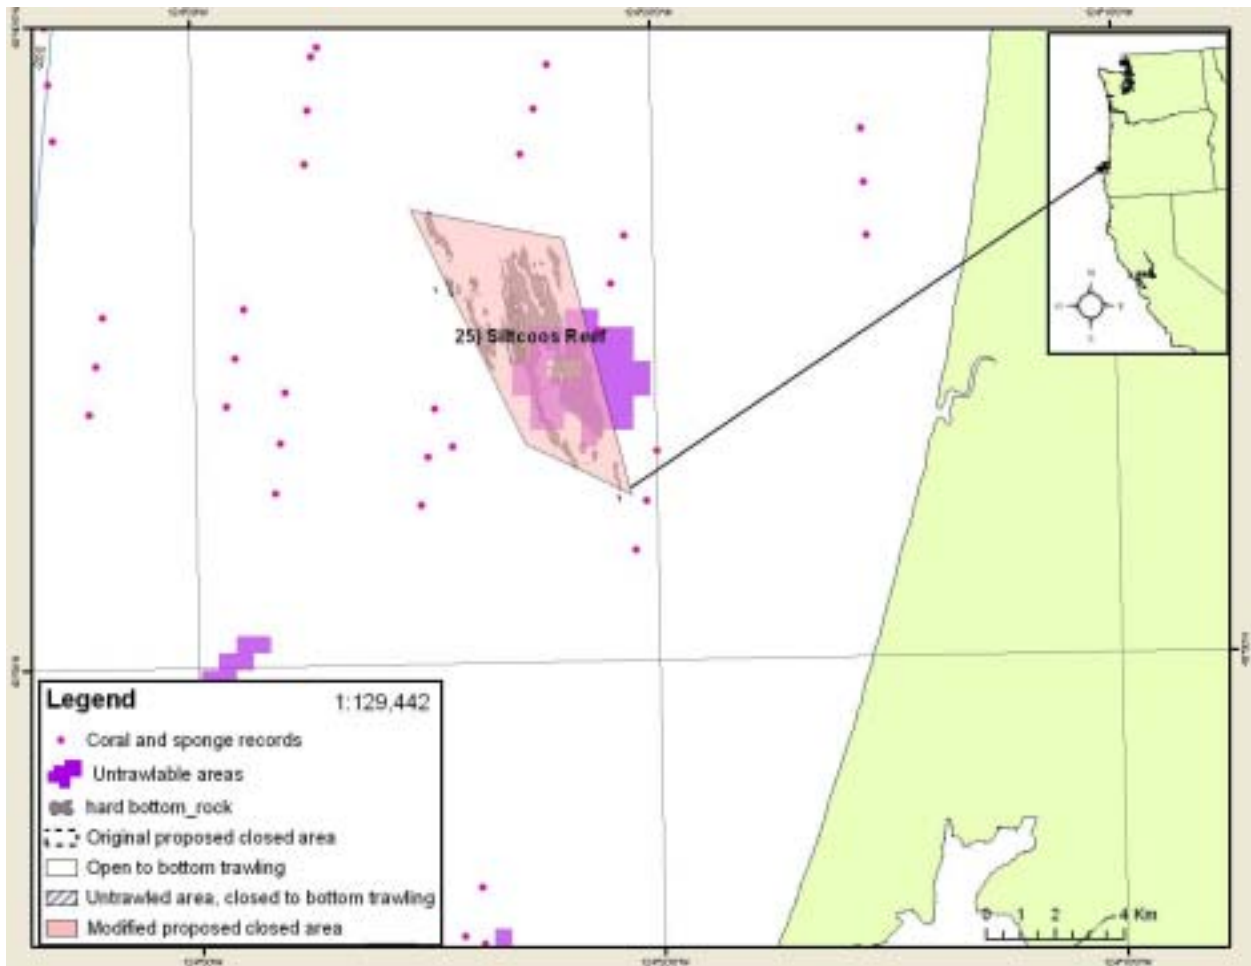 25) Siltcoos Reef
Legend 1:129,442
Coral and sponge records
Untrawlable areas
hard bottom_rock
Original proposed closed area
Open to bottom trawling
Untrawled area, closed to bottom trawling
Modified proposed closed area
0 1 2 4 Km